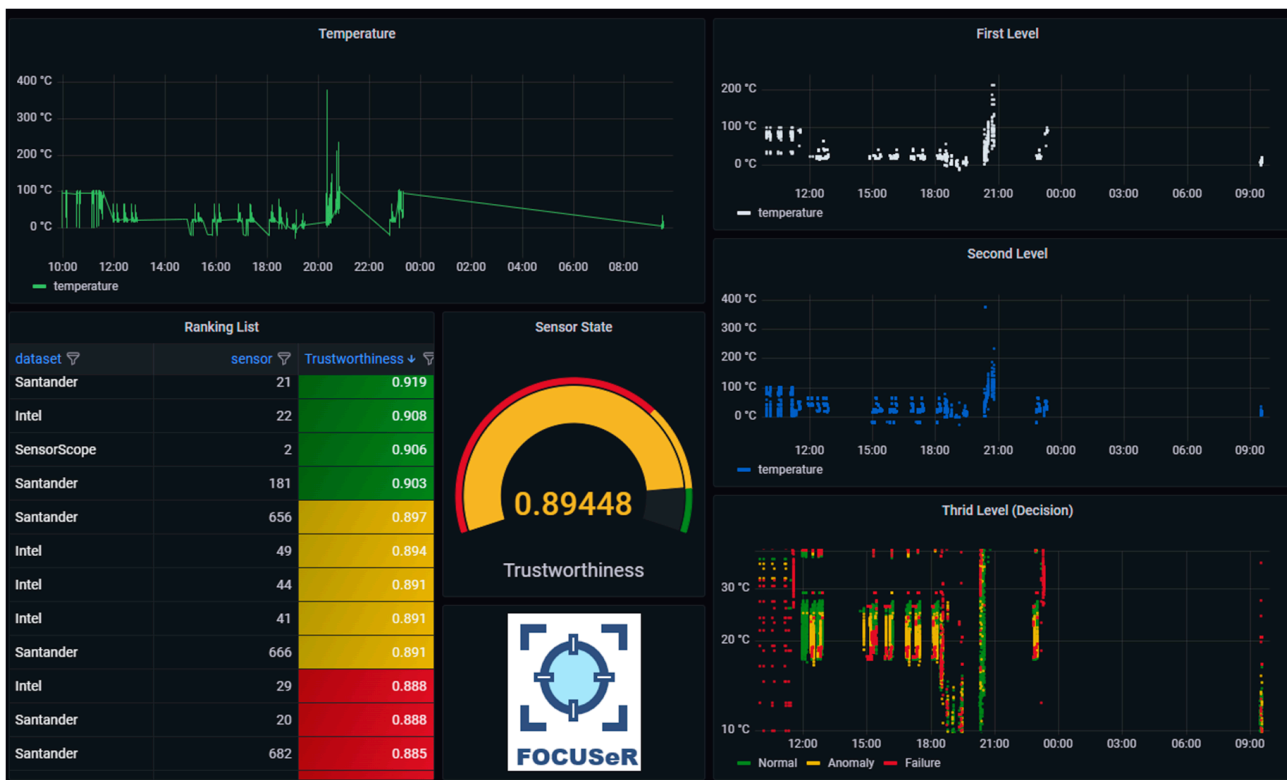 Temperature
400 °C
300 °C
200 °C
100 °C
0 °C
10:00 12:00 14:00 16:00 18:00 20:00 22:00 00:00 02:00 04:00 06:00 08:00
temperature
First Level
200 °C
100 °C
0 °C
12:00 15:00 18:00 21:00 00:00 03:00 06:00 09:00
temperature
Second Level
400 °C
300 °C
200 °C
100 °C
0 °C
12:00 15:00 18:00 21:00 00:00 03:00 06:00 09:00
temperature
Ranking List
dataset sensor Trustworthiness
Santander 21 0.919
Intel 22 0.908
SensorScope 2 0.906
Santander 181 0.903
Santander 656 0.897
Intel 49 0.894
Intel 44 0.891
Intel 41 0.891
Santander 666 0.891
Intel 29 0.888
Santander 20 0.888
Santander 682 0.885
Sensor State
0.89448
Trustworthiness
FOCUSeR
Thrid Level (Decision)
30 °C
20 °C
10 °C
12:00 15:00 18:00 21:00 00:00 03:00 06:00 09:00
Normal Anomaly Failure